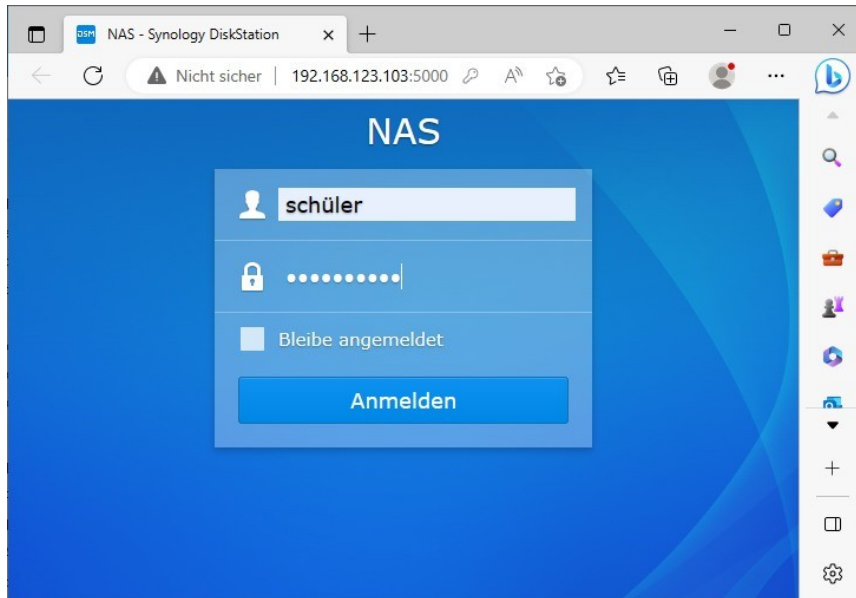 DSM NAS - Synology DiskStation
Nicht sicher | 192.168.123.103:5000
NAS
schüler
••••••••••
Bleibe angemeldet
Anmelden